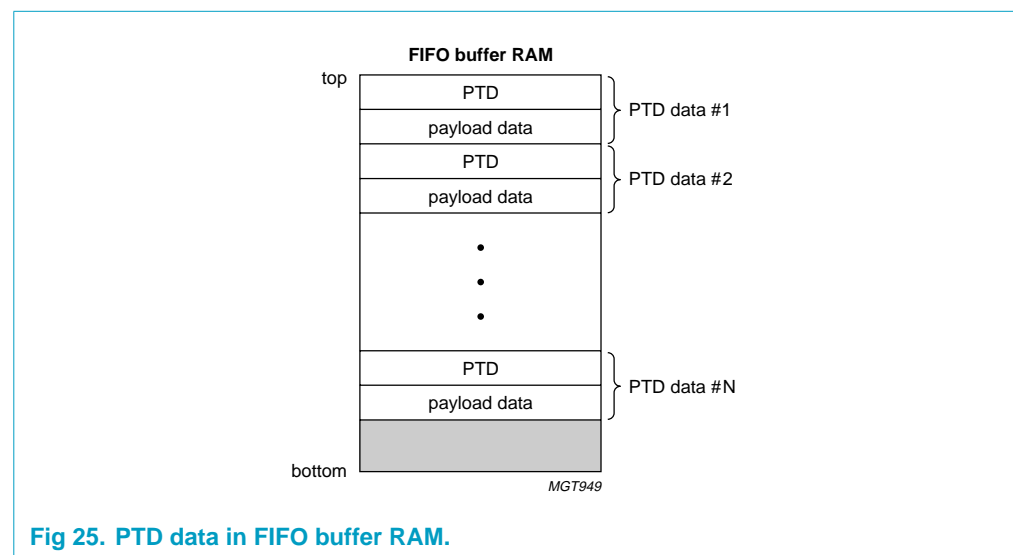 FIFO buffer RAM
top
PTD
payload data
PTD data #1
PTD
payload data
PTD data #2
PTD
payload data
PTD data #N
bottom
MGT949
Fig 25. PTD data in FIFO buffer RAM.